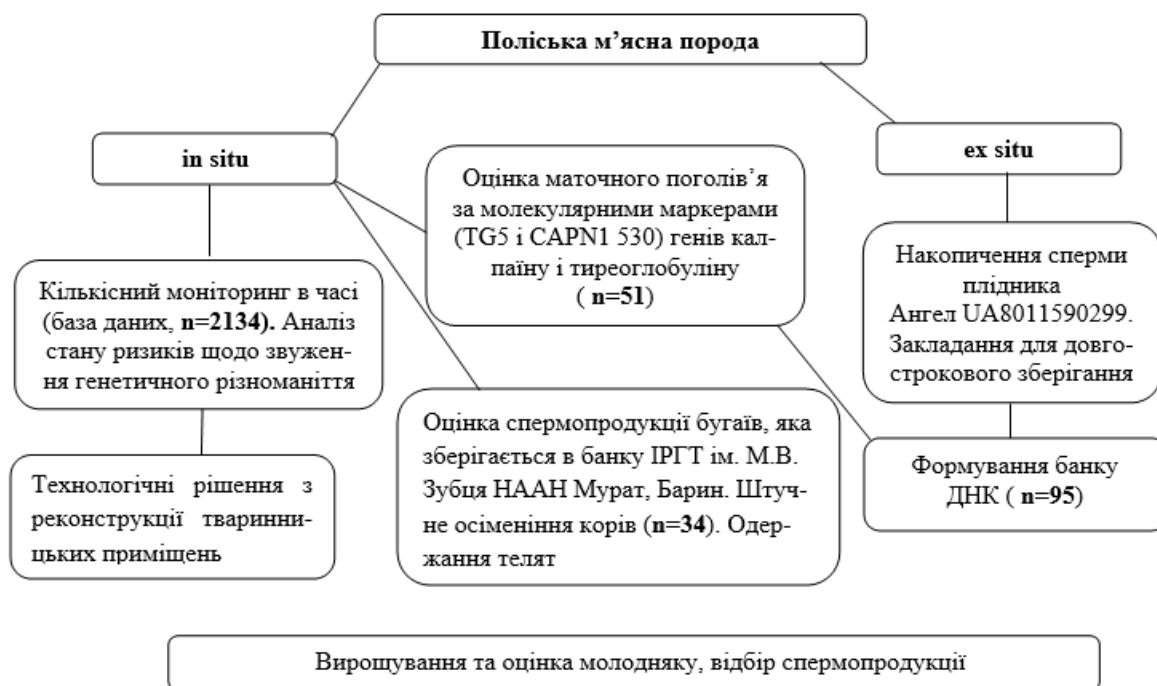 Поліська м’ясна порода
in situ
ex situ
Оцінка маточного поголів’я
за молекулярними маркерами
(TG5 і CAPN1 530) генів кал-
паїну і тиреоглобуліну
( n=51)
Кількісний моніторинг в часі
(база даних, n=2134). Аналіз
стану ризиків щодо звужен-
ня генетичного різноманіття
Накопичення сперми
плідника
Ангел UA8011590299.
Закладання для довго-
строкового зберігання
Технологічні рішення з
реконструкції тваринни-
цьких приміщень
Оцінка спермопродукції бугаїв, яка
зберігається в банку ІРГТ ім. М.В.
Зубця НААН Мурат, Барин. Штуч-
не осіменіння корів (n=34). Одер-
жання телят
Формування банку
ДНК ( n=95)
Вирощування та оцінка молодняку, відбір спермопродукції